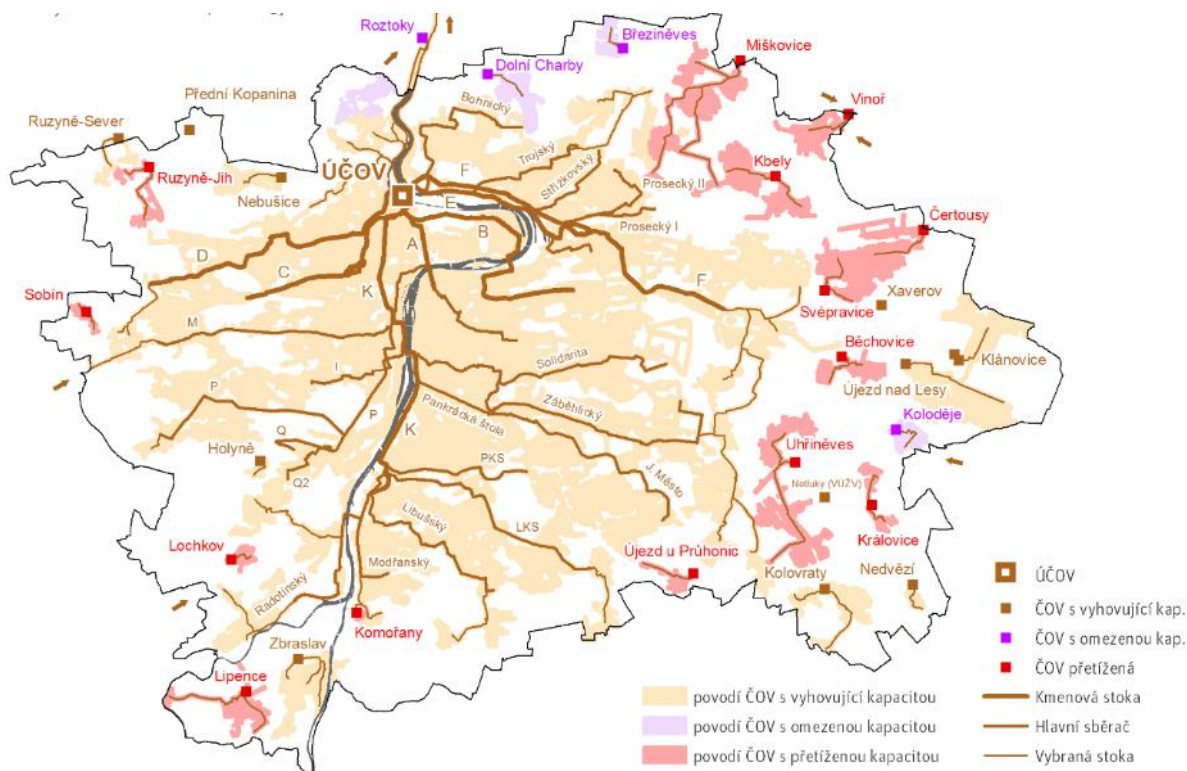 Roztoky
Březiněves
Miškovice
Dolní Charby
Přední Kopanina
Bohnický
Vinoř
Ruzyně-Sever
Trojský
Střížkovský
ÚČOV
F
Kbely
Ruzyně-Jih
Prosecký II
Nebušice
E
Čertousy
B
Prosecký I
A
D
C
F
K
Xaverov
Sobín
Svépravice
M
Běchovice
Klánovice
Solidarita
I
Újezd nad Lesy
P
Záběhlický
Pankrácká štola
P
Koloděje
K
Q
Holyně
PKS
Uhříněves
J. Město
Q2
Netluky (VÚŽV)
Libušský
LKS
Královice
Lochkov
Újezd u Průhonic
Modřanský
Kolovraty
Nedvězí
ÚČOV
Radotínský
ČOV s vyhovující kap.
Komořany
Zbraslav
ČOV s omezenou kap.
ČOV přetížená
Lipence
povodí ČOV s vyhovující kapacitou
Kmenová stoka
povodí ČOV s omezenou kapacitou
Hlavní sběrač
povodí ČOV s přetíženou kapacitou
Vybraná stoka